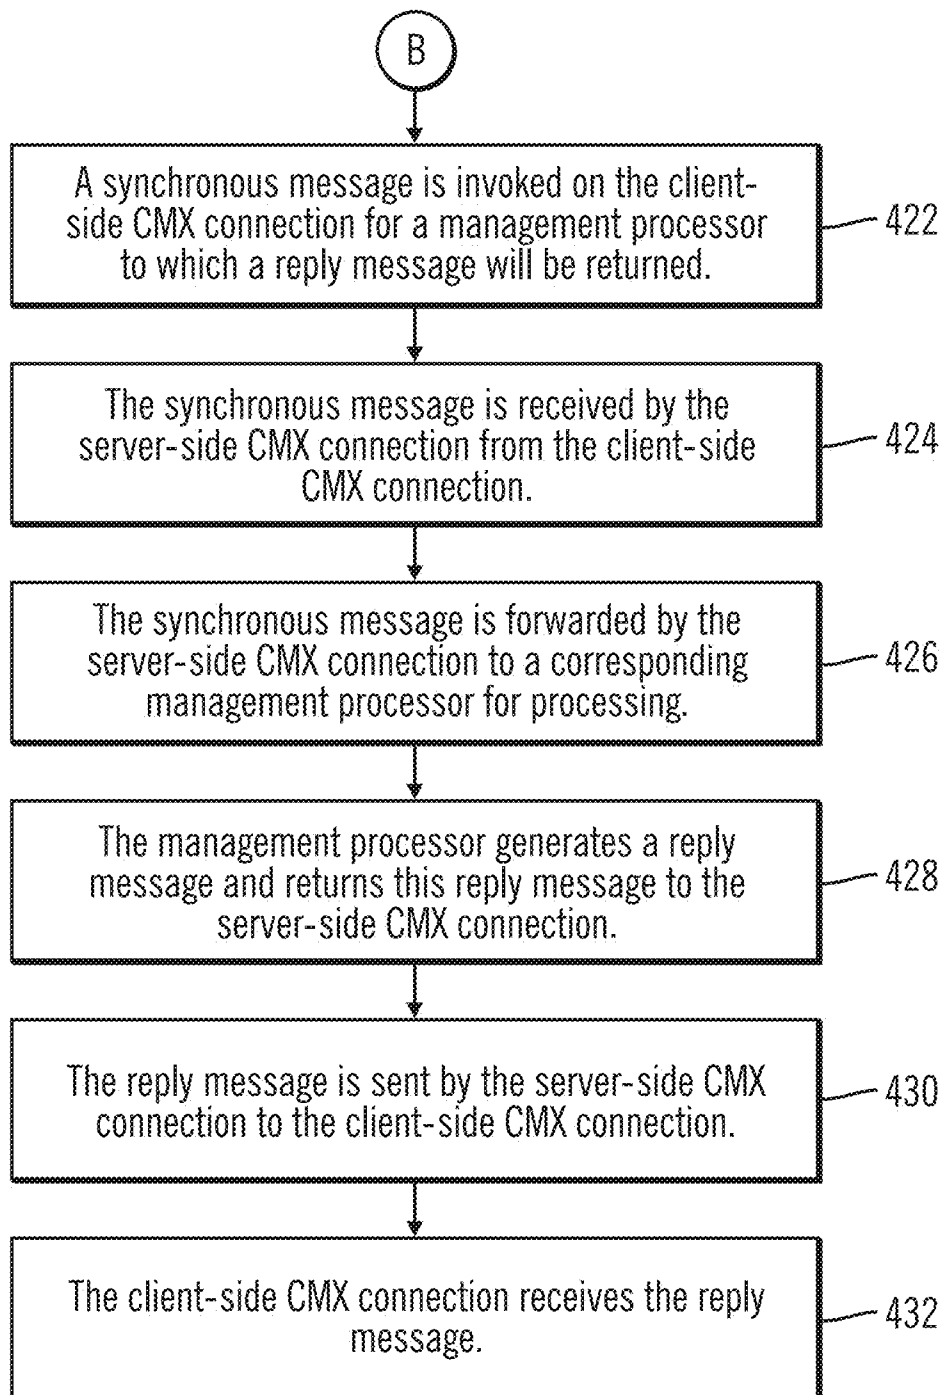 B
A synchronous message is invoked on the client-
side CMX connection for a management processor
to which a reply message will be returned.
422
The synchronous message is received by the
server-side CMX connection from the client-side
CMX connection.
424
The synchronous message is forwarded by the
server-side CMX connection to a corresponding
management processor for processing.
426
The management processor generates a reply
message and returns this reply message to the
server-side CMX connection.
428
The reply message is sent by the server-side CMX
connection to the client-side CMX connection.
430
The client-side CMX connection receives the reply
message.
432